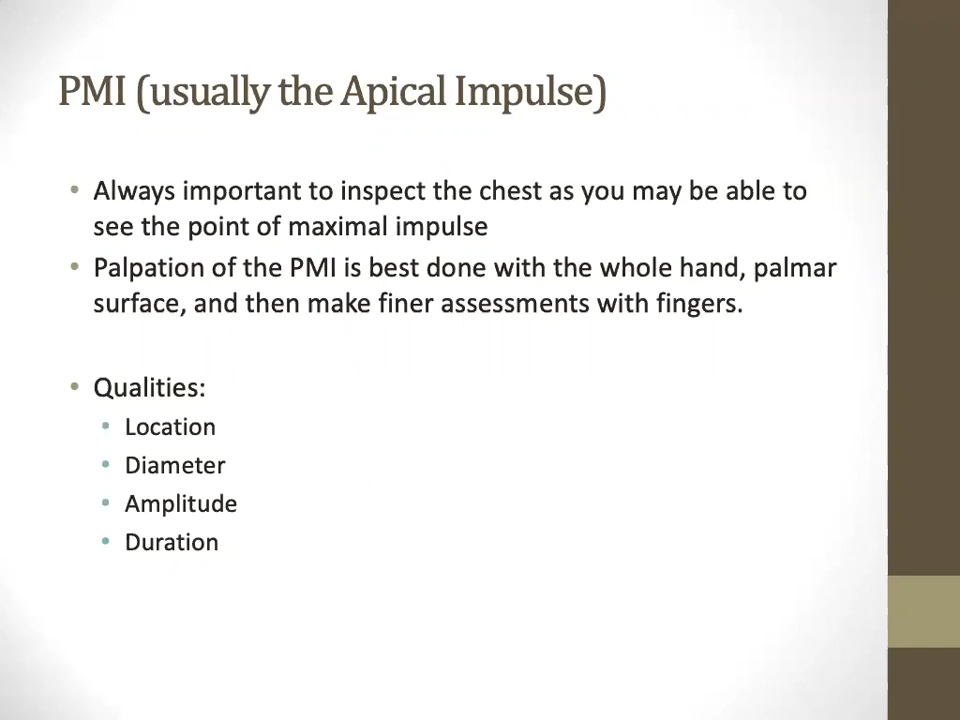 PMI (usually the Apical Impulse)
• Always important to inspect the chest as you may be able to
see the point of maximal impulse
• Palpation of the PMI is best done with the whole hand, palmar
surface, and then make finer assessments with fingers.
• Qualities:
• Location
• Diameter
• Amplitude
• Duration